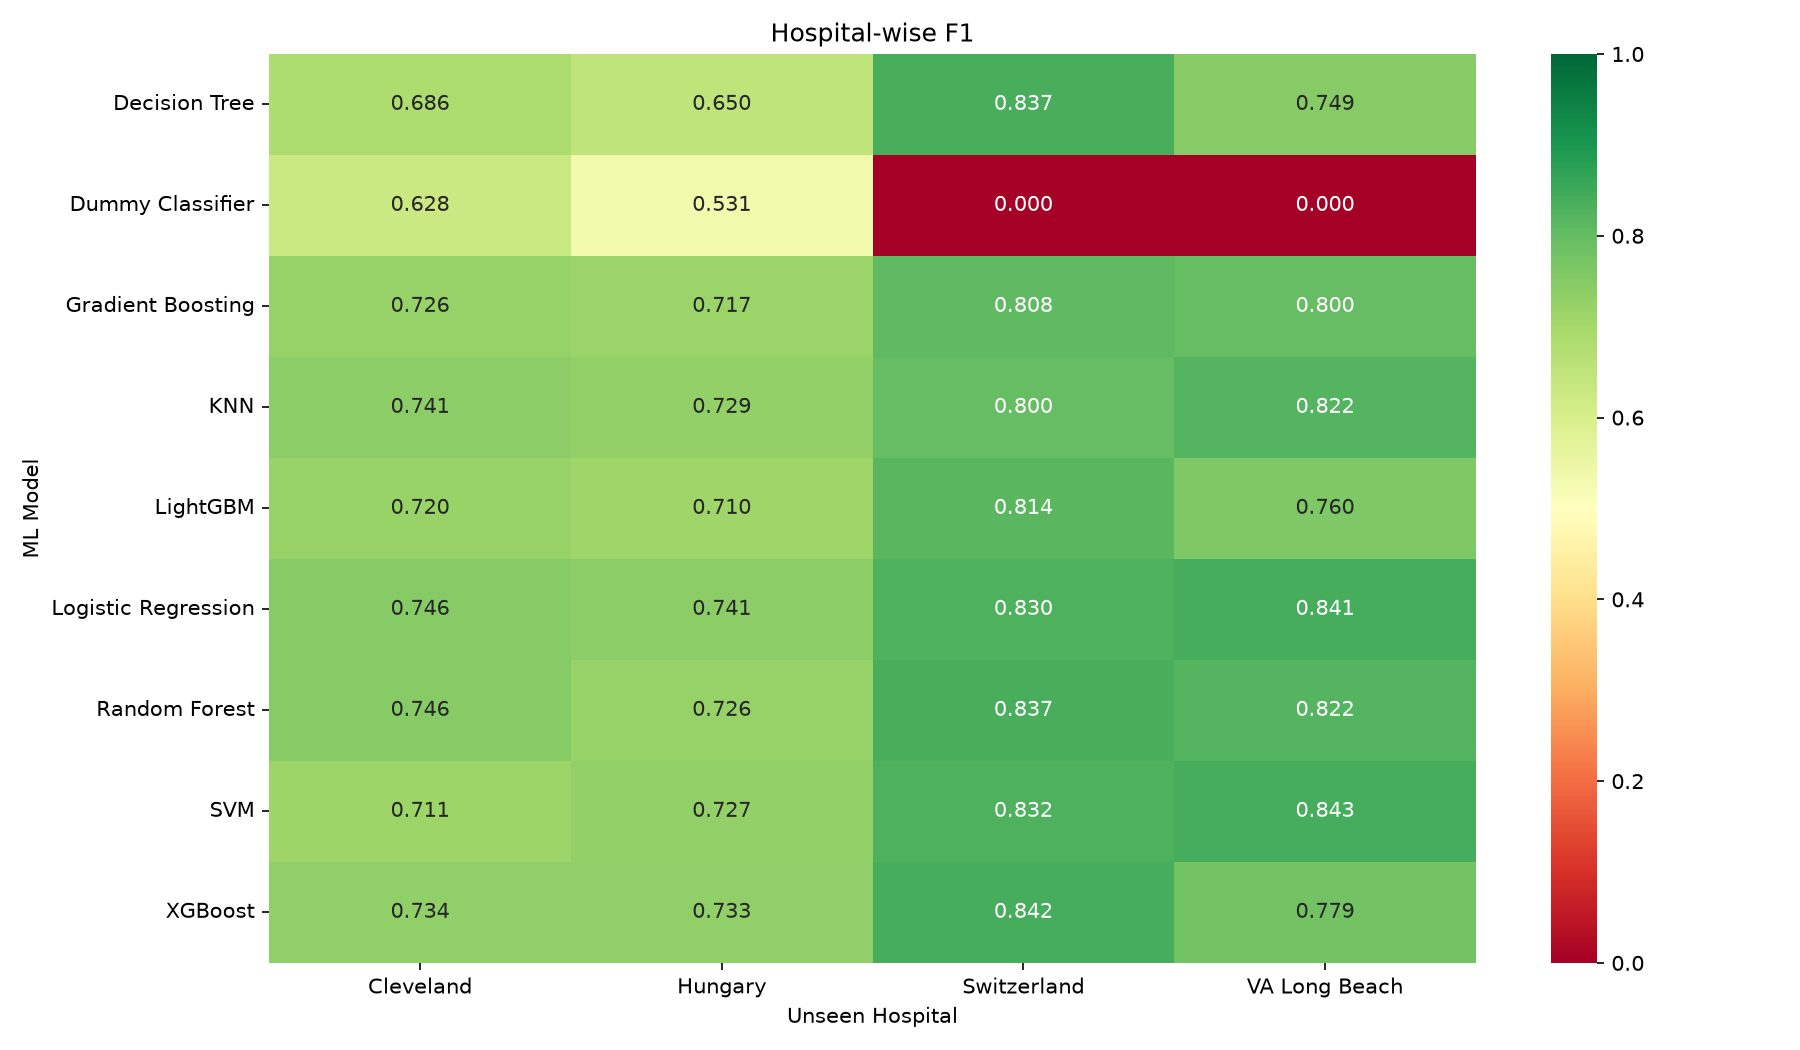 Hospital-wise F1
ML Model
Decision Tree 0.686 0.650 0.837 0.749
Dummy Classifier 0.628 0.531 0.000 0.000
Gradient Boosting 0.726 0.717 0.808 0.800
KNN 0.741 0.729 0.800 0.822
LightGBM 0.720 0.710 0.814 0.760
Logistic Regression 0.746 0.741 0.830 0.841
Random Forest 0.746 0.726 0.837 0.822
SVM 0.711 0.727 0.832 0.843
XGBoost 0.734 0.733 0.842 0.779
Cleveland Hungary Switzerland VA Long Beach
Unseen Hospital
1.0
0.8
0.6
0.4
0.2
0.0